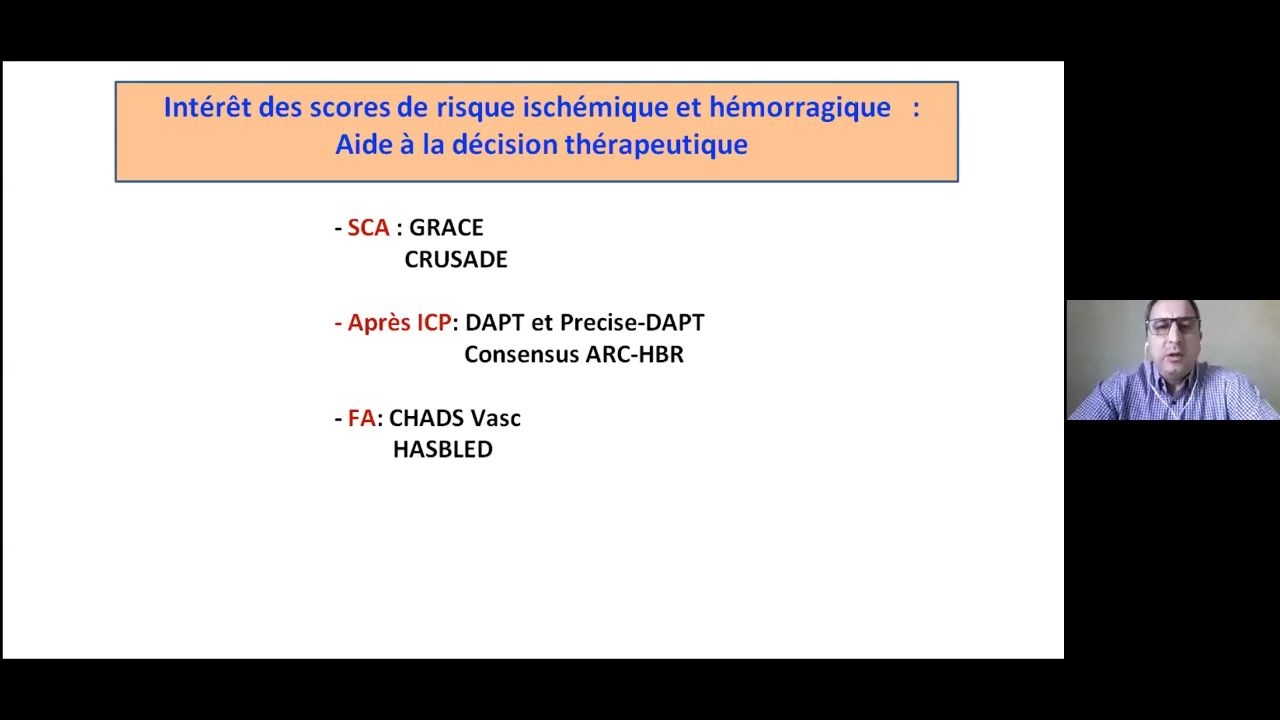 Intérêt des scores de risque ischémique et hémorragique :
Aide à la décision thérapeutique
- SCA : GRACE
CRUSADE
- Après ICP: DAPT et Precise-DAPT
Consensus ARC-HBR
- FA: CHADS Vasc
HASBLED